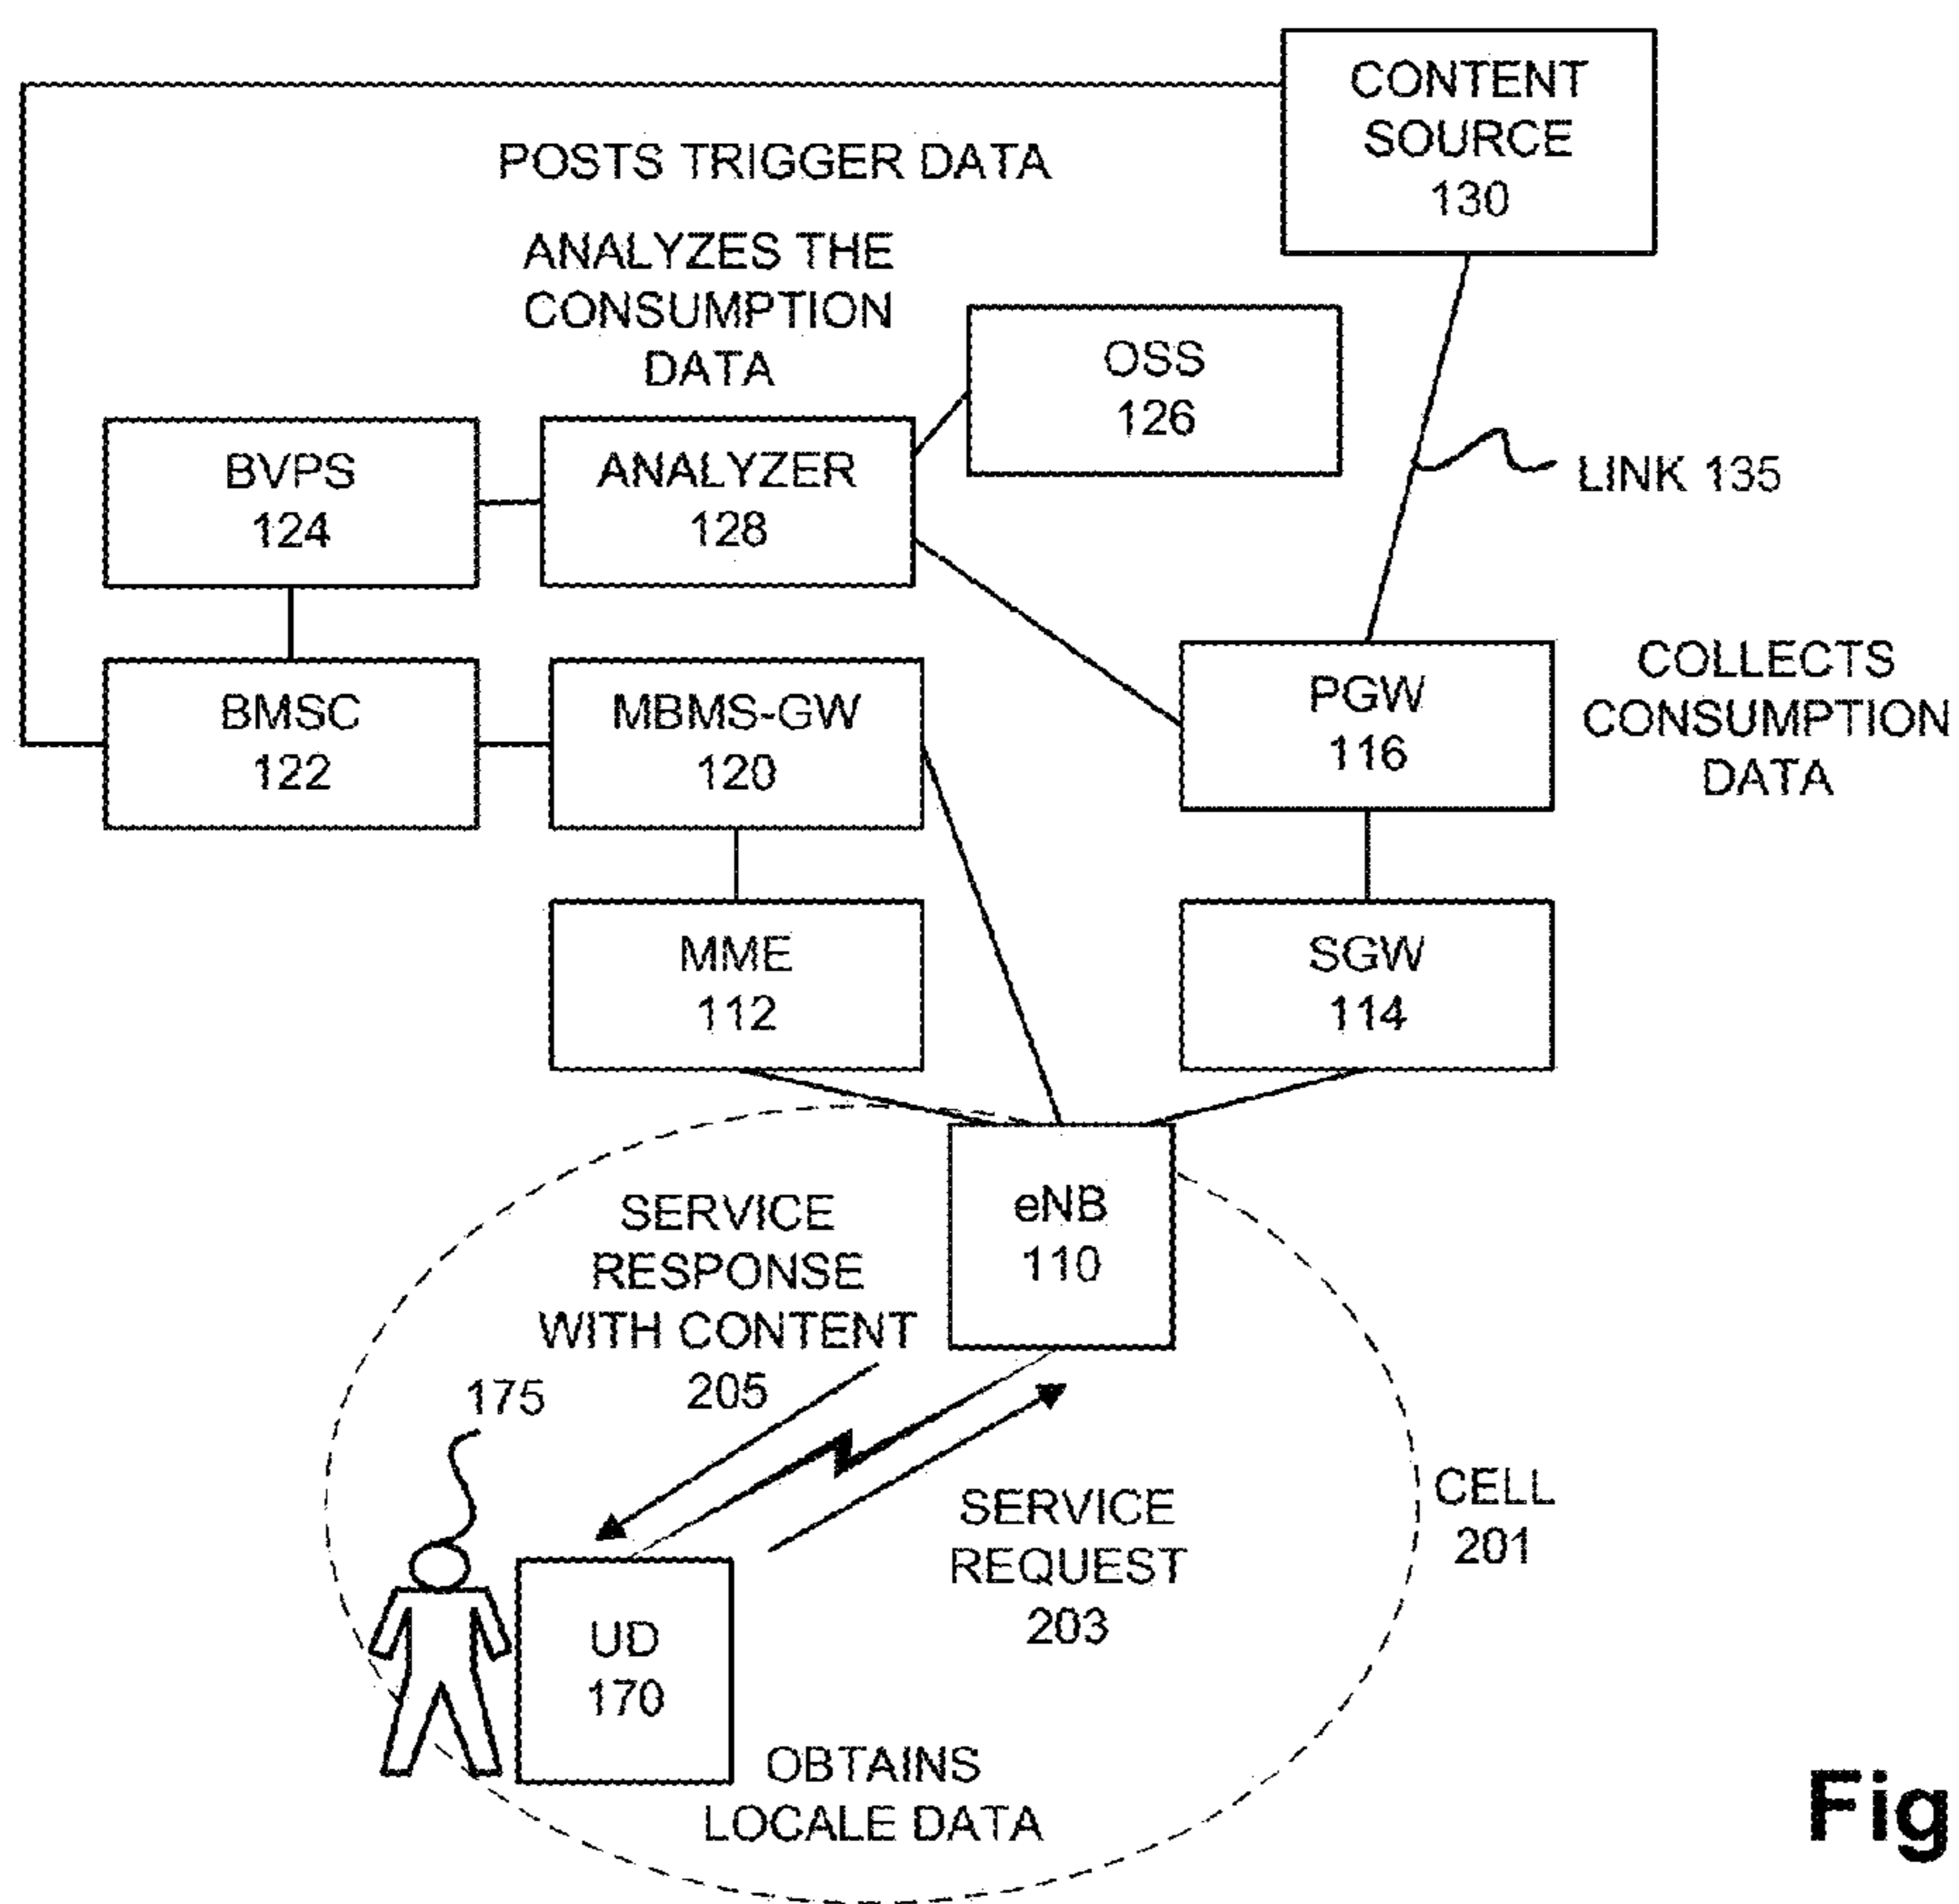 CONTENT
SOURCE
130
POSTS TRIGGER DATA
ANALYZES THE
CONSUMPTION
DATA
OSS
126
BVPS
124
ANALYZER
128
LINK 135
BMSC
122
MBMS-GW
120
PGW
116
COLLECTS
CONSUMPTION
DATA
MME
112
SGW
114
eNB
110
SERVICE
RESPONSE
WITH CONTENT
205
175
SERVICE
REQUEST
203
CELL
201
UD
170
OBTAINS
LOCALE DATA
Fig